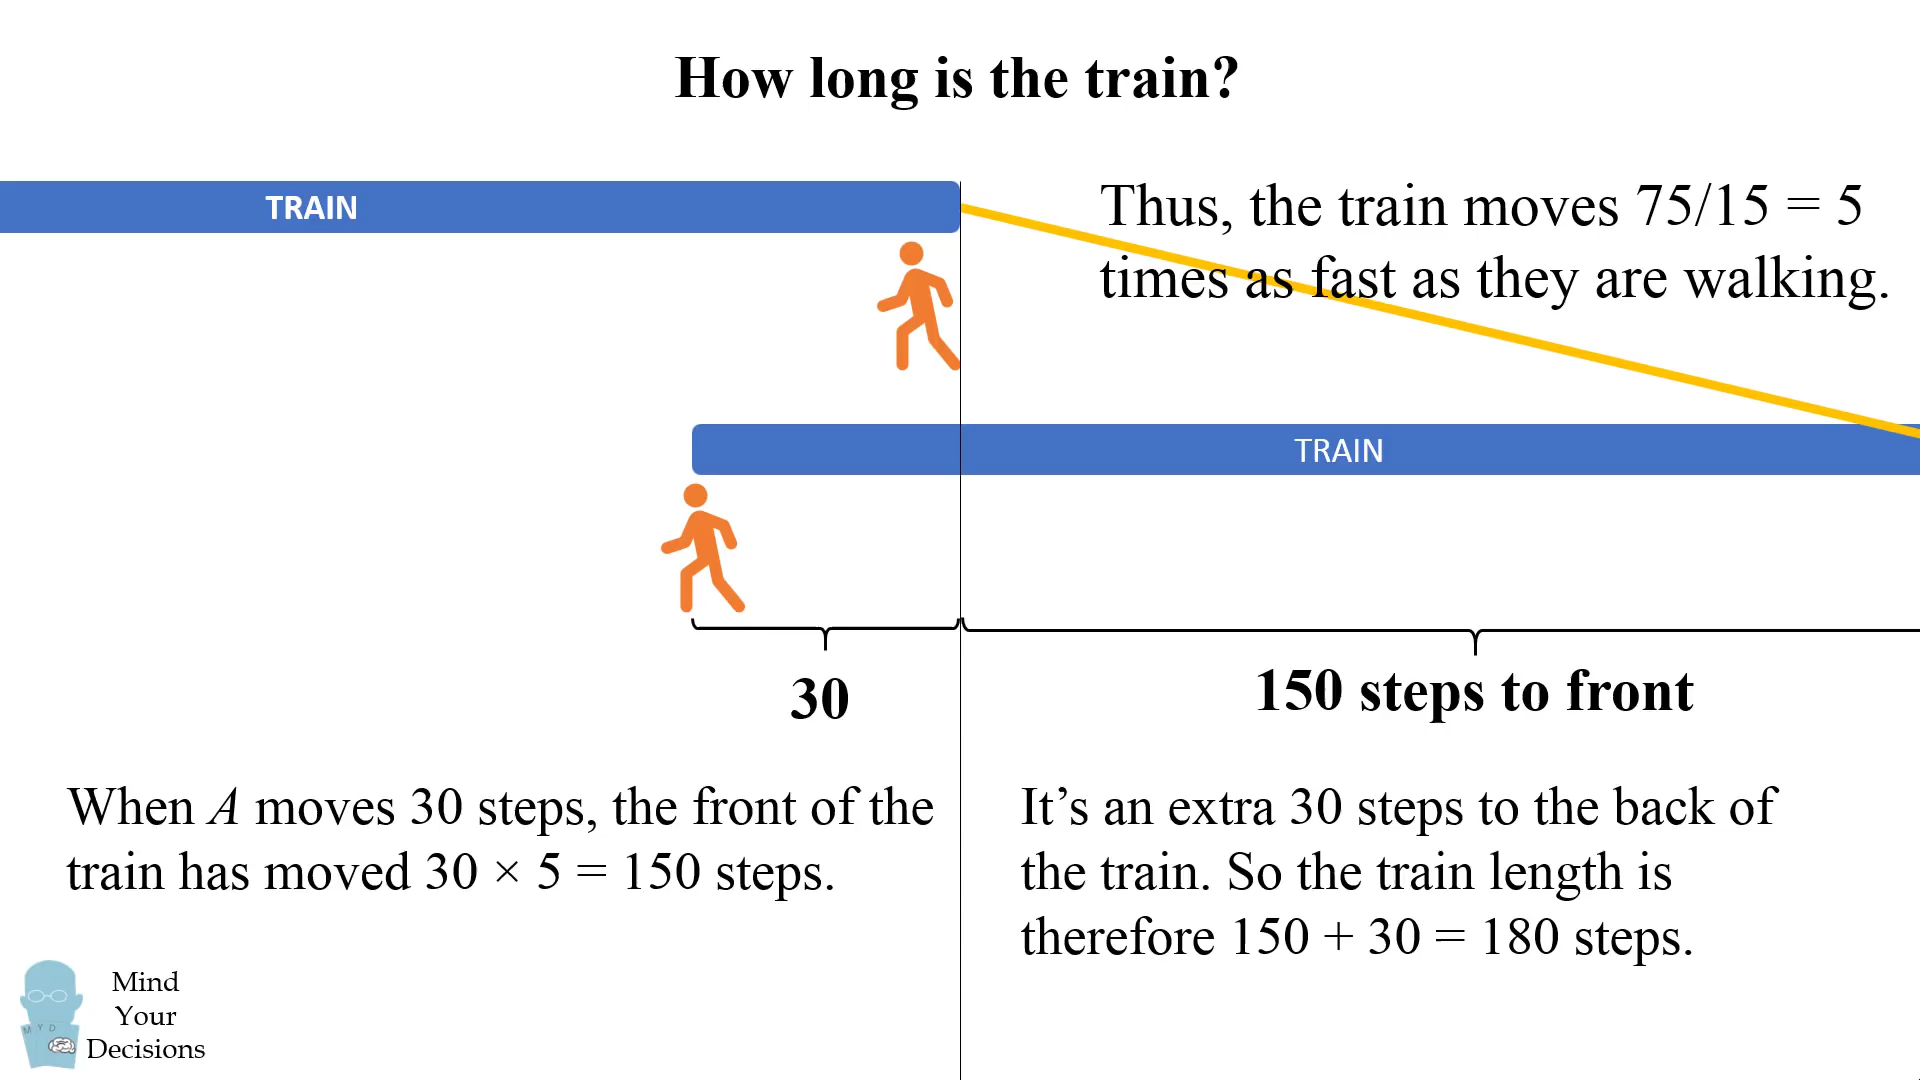 How long is the train?
TRAIN
Thus, the train moves 75/15 = 5
times as fast as they are walking.
TRAIN
30
150 steps to front
When A moves 30 steps, the front of the
train has moved 30 × 5 = 150 steps.
It’s an extra 30 steps to the back of
the train. So the train length is
therefore 150 + 30 = 180 steps.
M Y D
Mind
Your
Decisions